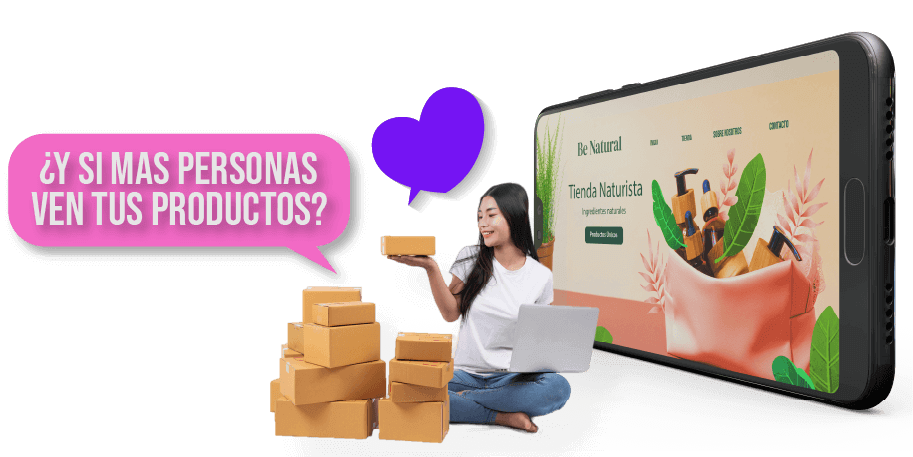 ¿Y SI MAS PERSONAS
VEN TUS PRODUCTOS?
Be Natural
INICIO
TIENDA
SOBRE NOSOTROS
CONTACTO
Tienda Naturista
Ingredientes naturales
Productos Únicos